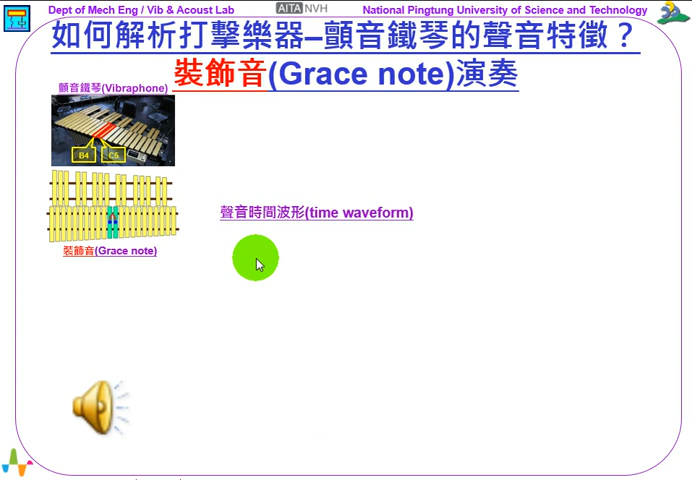 Dept of Mech Eng / Vib & Acoust Lab
AITA NVH
National Pingtung University of Science and Technology
如何解析打擊樂器–顫音鐵琴的聲音特徵？
裝飾音(Grace note)演奏
顫音鐵琴(Vibraphone)
B4
C5
聲音時間波形(time waveform)
裝飾音(Grace note)